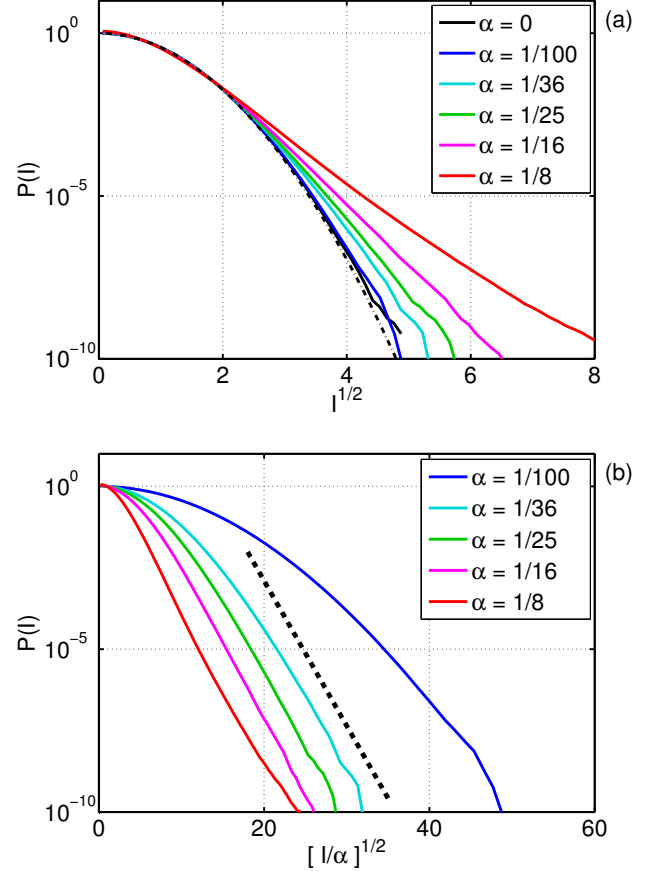 (a)
10^0
10^-5
10^-10
P(I)
α = 0
α = 1/100
α = 1/36
α = 1/25
α = 1/16
α = 1/8
0 2 4 6 8
I^1/2
(b)
10^0
10^-5
10^-10
P(I)
α = 1/100
α = 1/36
α = 1/25
α = 1/16
α = 1/8
0 20 40 60
[ I/α ]^1/2